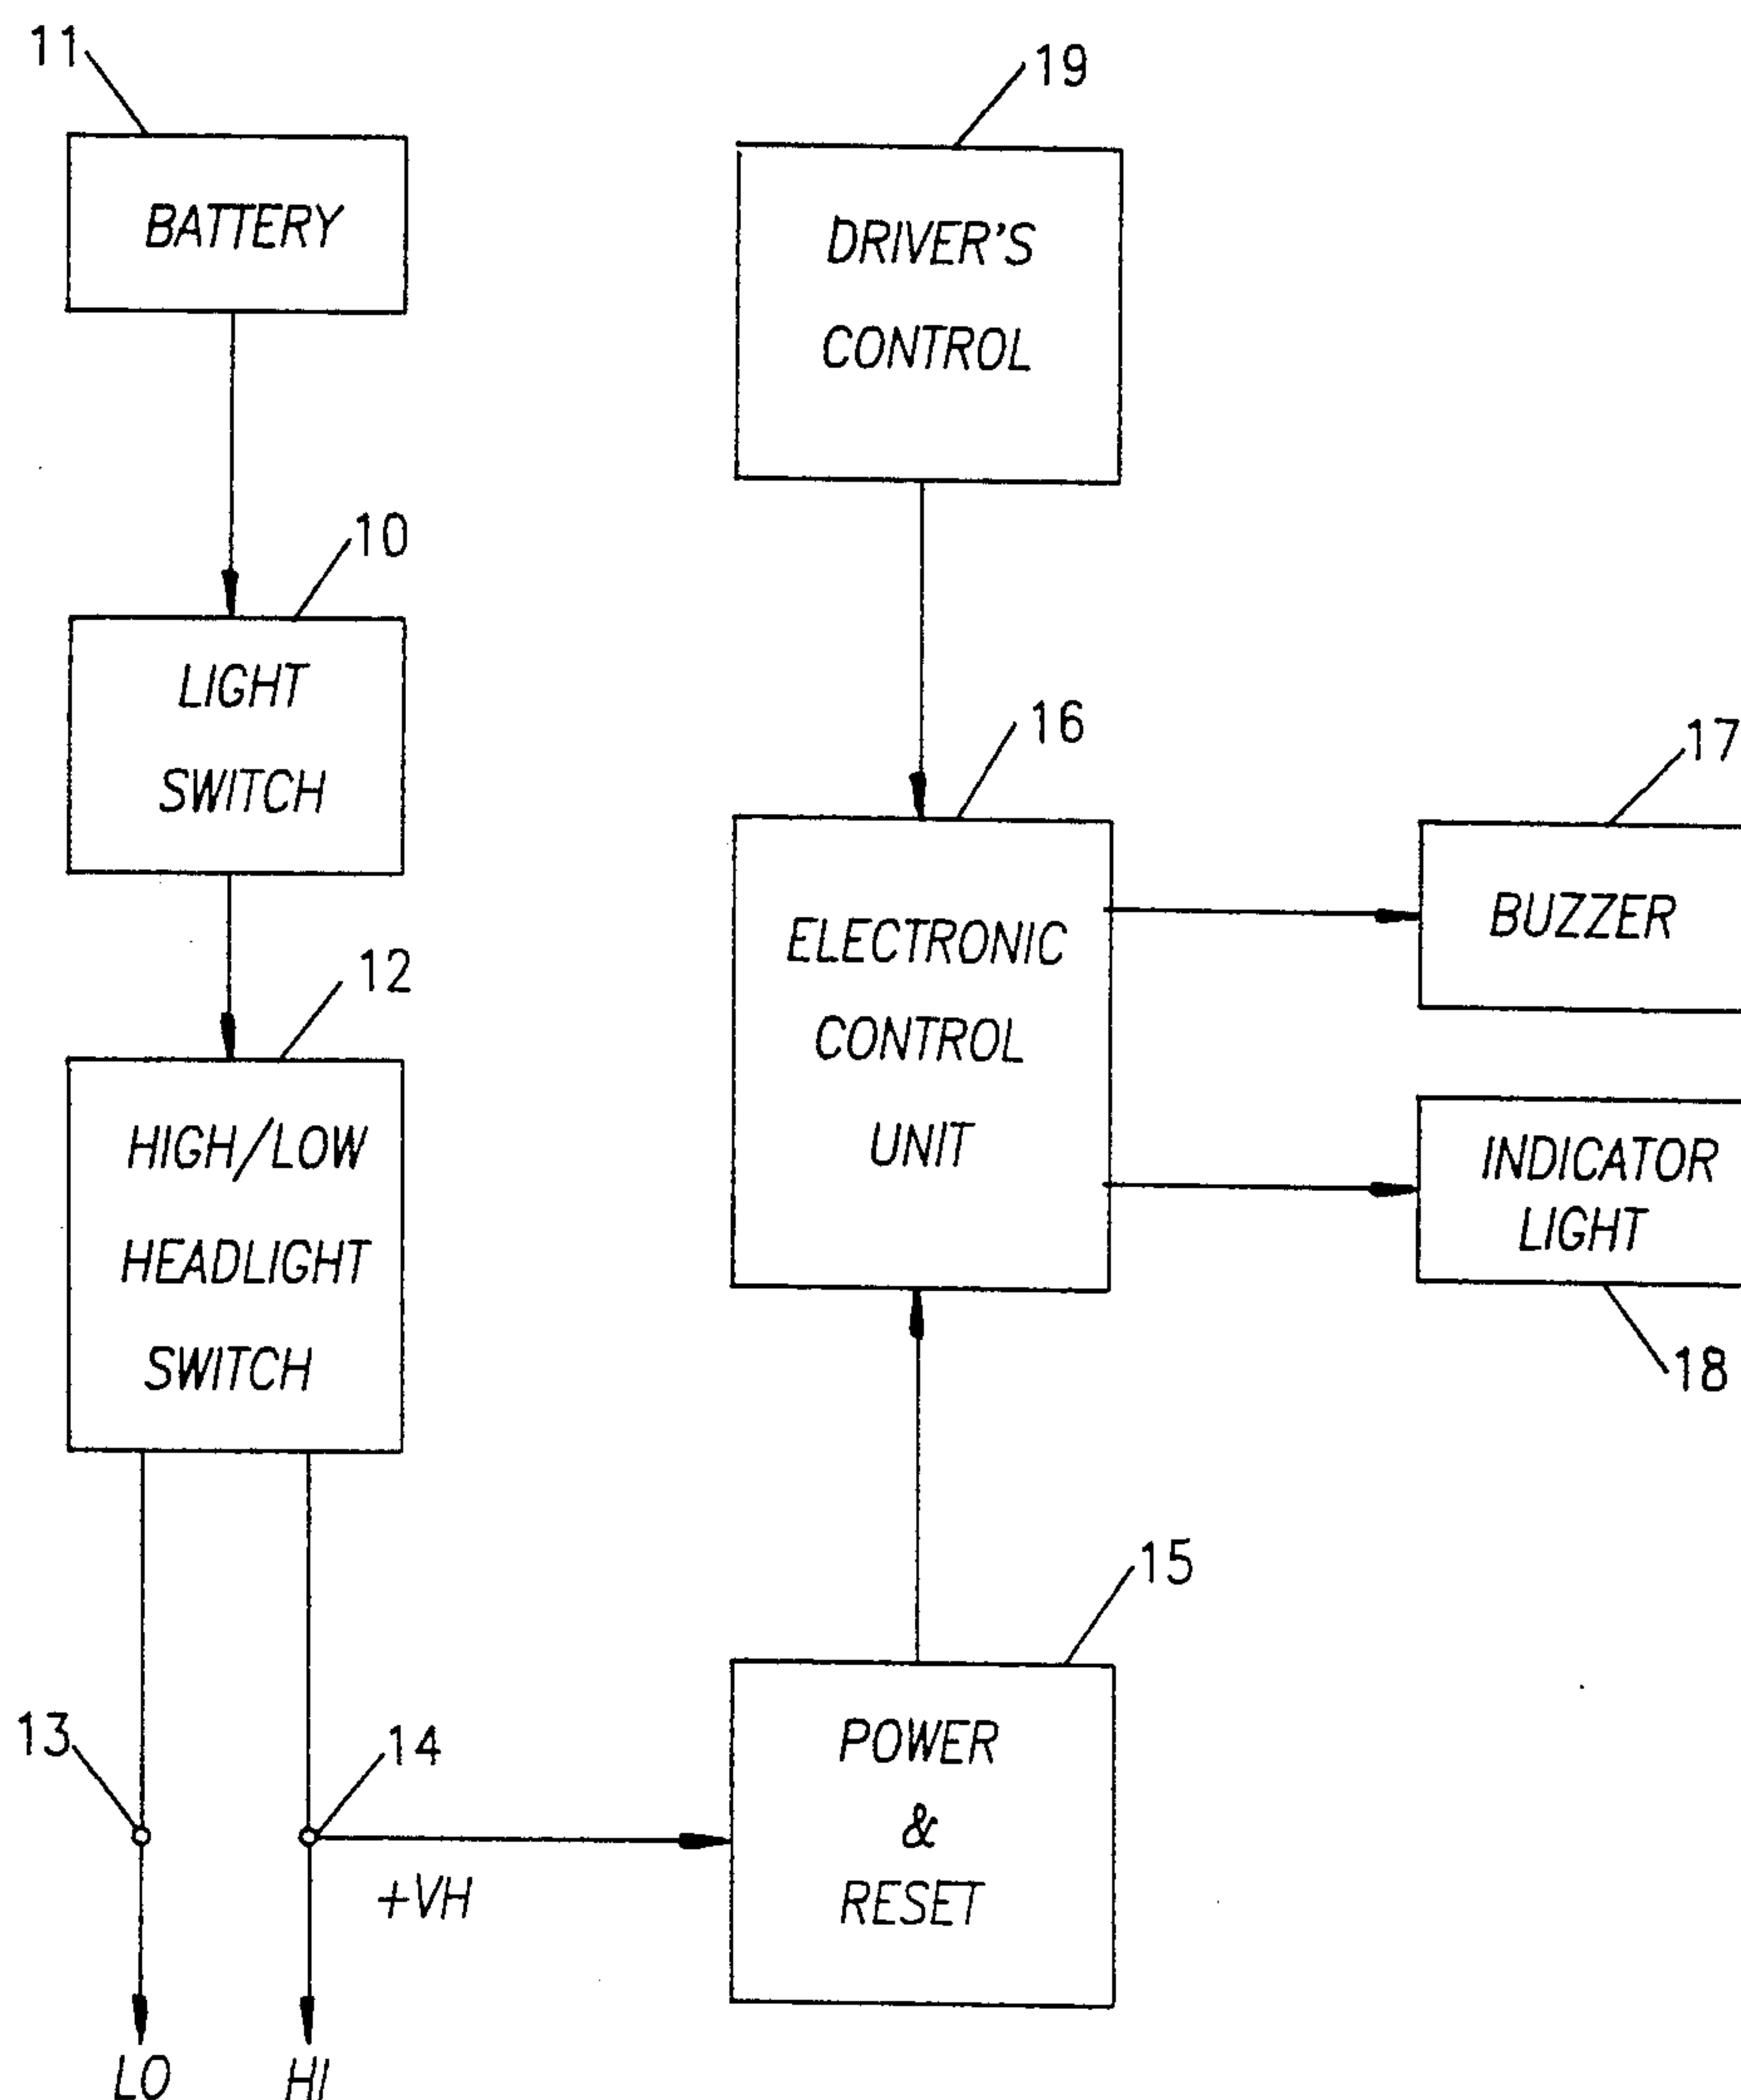 11
BATTERY
19
DRIVER'S
CONTROL
10
LIGHT
SWITCH
16
ELECTRONIC
CONTROL
UNIT
17
BUZZER
12
HIGH/LOW
HEADLIGHT
SWITCH
INDICATOR
LIGHT
18
15
POWER
&
RESET
13
14
+VH
LO
HI